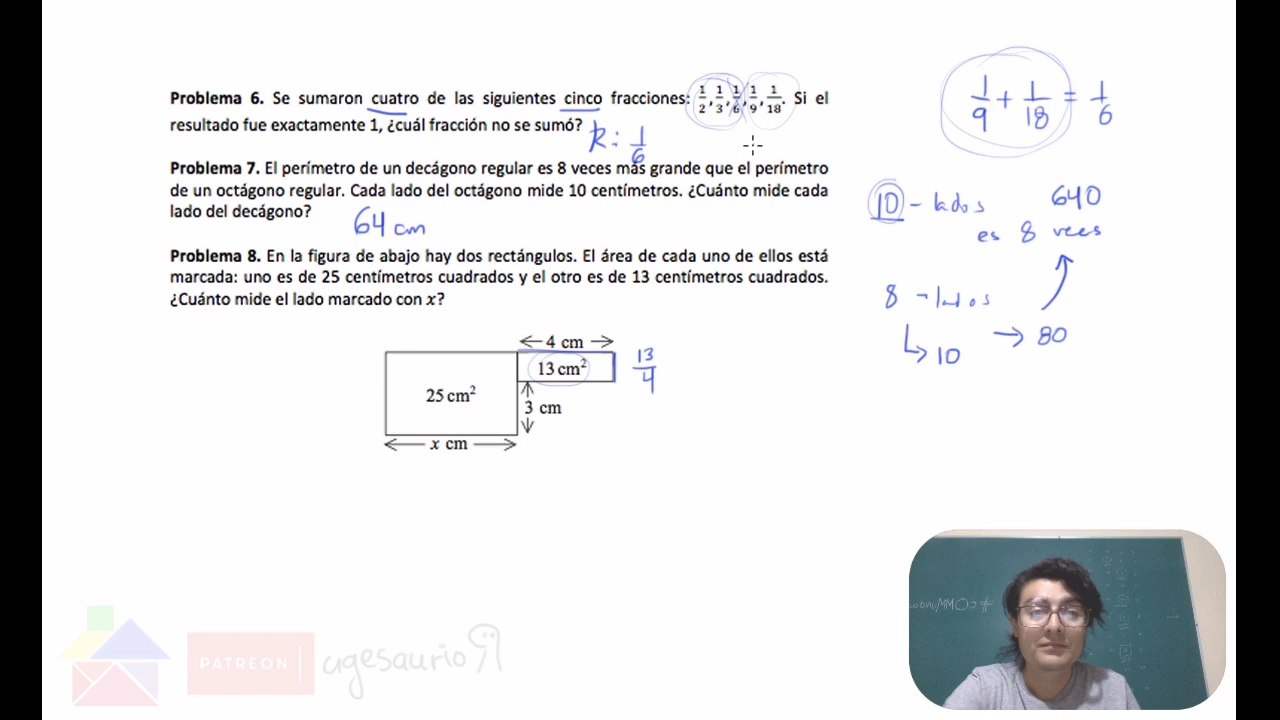 Problema 6. Se sumaron cuatro de las siguientes cinco fracciones: 1/2, 1/3, 1/6, 1/9, 1/18. Si el
resultado fue exactamente 1, ¿cuál fracción no se sumó?
R: 1/6
Problema 7. El perímetro de un decágono regular es 8 veces más grande que el perímetro
de un octágono regular. Cada lado del octágono mide 10 centímetros. ¿Cuánto mide cada
lado del decágono?
64 cm
Problema 8. En la figura de abajo hay dos rectángulos. El área de cada uno de ellos está
marcada: uno es de 25 centímetros cuadrados y el otro es de 13 centímetros cuadrados.
¿Cuánto mide el lado marcado con x?
4 cm
13 cm²
13/4
25 cm²
3 cm
x cm
1/9 + 1/18 = 1/6
10 - lados 640
es 8 veces
8 - lados
→ 10 → 80
PATREON
agesaurio